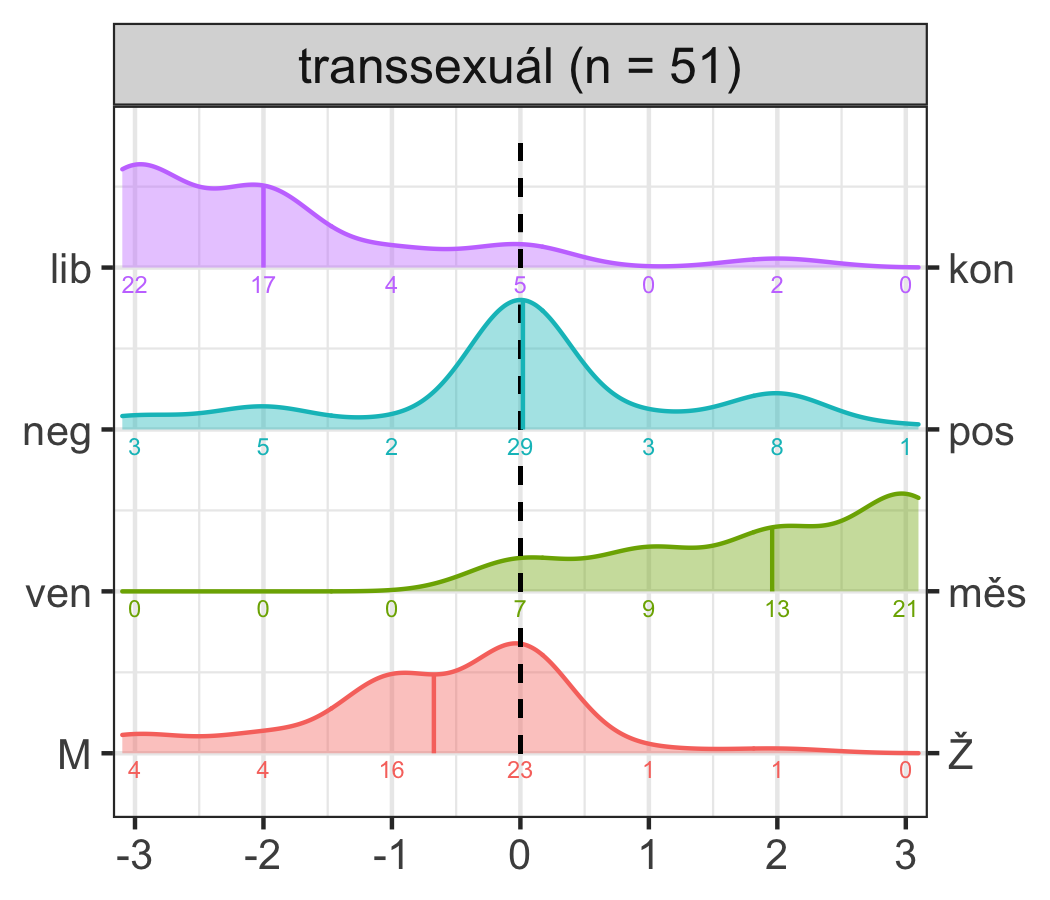 transsexuál (n = 51)
lib kon
22 17 4 5 0 2 0
neg pos
3 5 2 29 3 8 1
ven měs
0 0 0 7 9 13 21
M Ž
4 4 16 23 1 1 0
-3 -2 -1 0 1 2 3